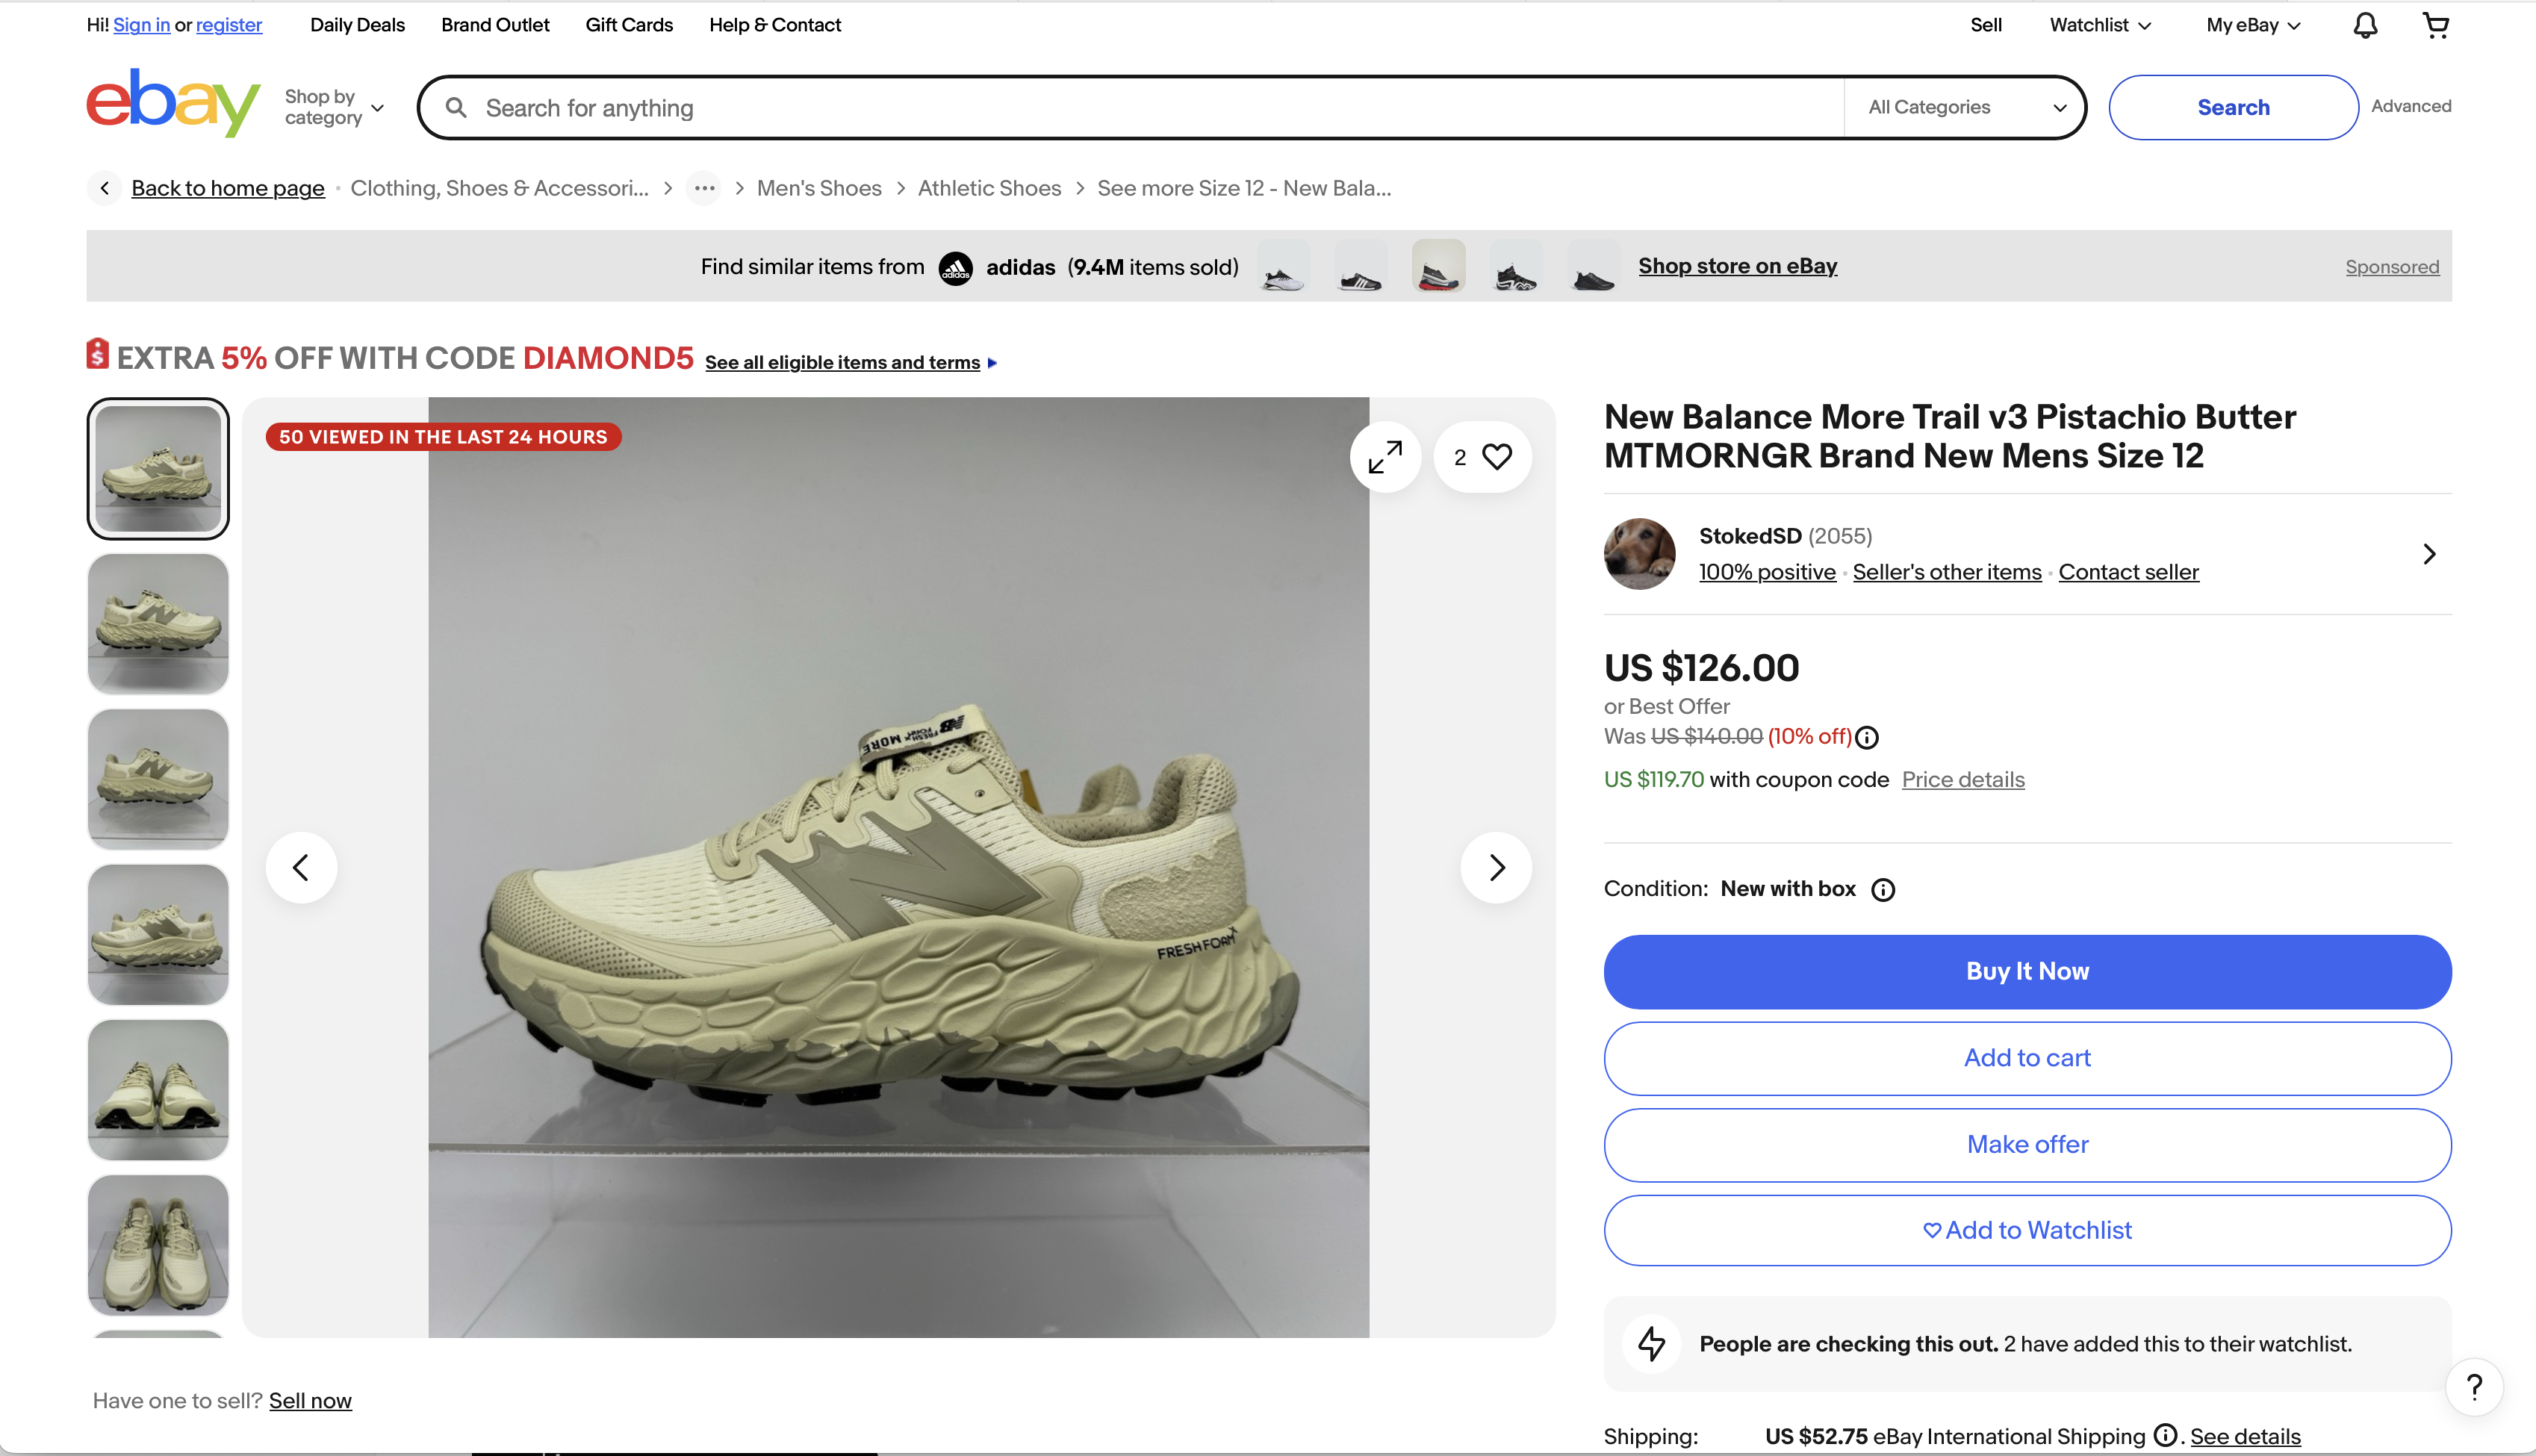 Hi! Sign in or register
Daily Deals
Brand Outlet
Gift Cards
Help & Contact
Sell
Watchlist
My eBay
ebay
Shop by
category
Search for anything
All Categories
Search
Advanced
Back to home page
Clothing, Shoes & Accessori...
Men's Shoes
Athletic Shoes
See more Size 12 - New Bala...
Find similar items from adidas adidas (9.4M items sold)
Shop store on eBay
Sponsored
EXTRA 5% OFF WITH CODE DIAMOND5 See all eligible items and terms
50 VIEWED IN THE LAST 24 HOURS
2
NB
FRESH FOAM X
MORE
FRESH FOAM X
New Balance More Trail v3 Pistachio Butter
MTMORNGR Brand New Mens Size 12
StokedSD (2055)
100% positive · Seller's other items · Contact seller
US $126.00
or Best Offer
Was US $140.00 (10% off)
US $119.70 with coupon code Price details
Condition: New with box
Buy It Now
Add to cart
Make offer
Add to Watchlist
People are checking this out. 2 have added this to their watchlist.
?
Have one to sell? Sell now
Shipping: US $52.75 eBay International Shipping . See details